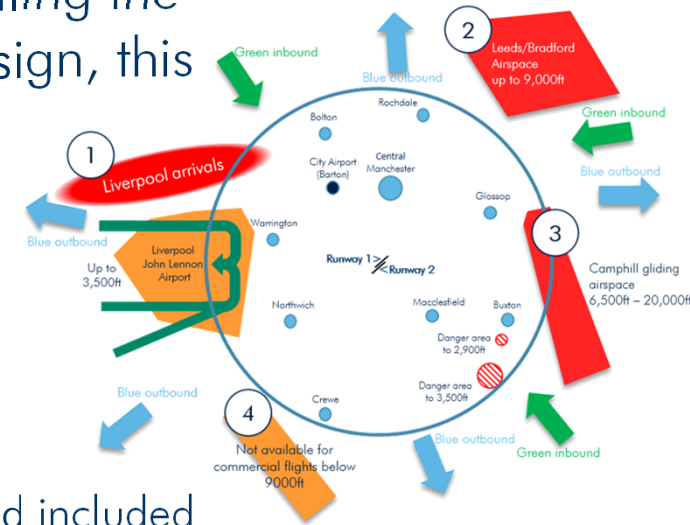 sign, this
Green inbound
2
Leeds/Bradford
Airspace
up to 9,000ft
Blue outbound
Rochdale
Bolton
Green inbound
1
Liverpool arrivals
City Airport
(Barton)
Central
Manchester
Blue outbound
Glossop
Blue outbound
Warrington
3
Liverpool
John Lennon
Airport
Up to
3,500ft
Runway 1>
<Runway 2
Camphill gliding
airspace
6,500ft – 20,000ft
Northwich
Macclesfield
Buxton
Danger area
to 2,900ft
Danger area
to 3,500ft
Blue outbound
4
Crewe
Not available for
commercial flights below
9000ft
Blue outbound
Green inbound
d included